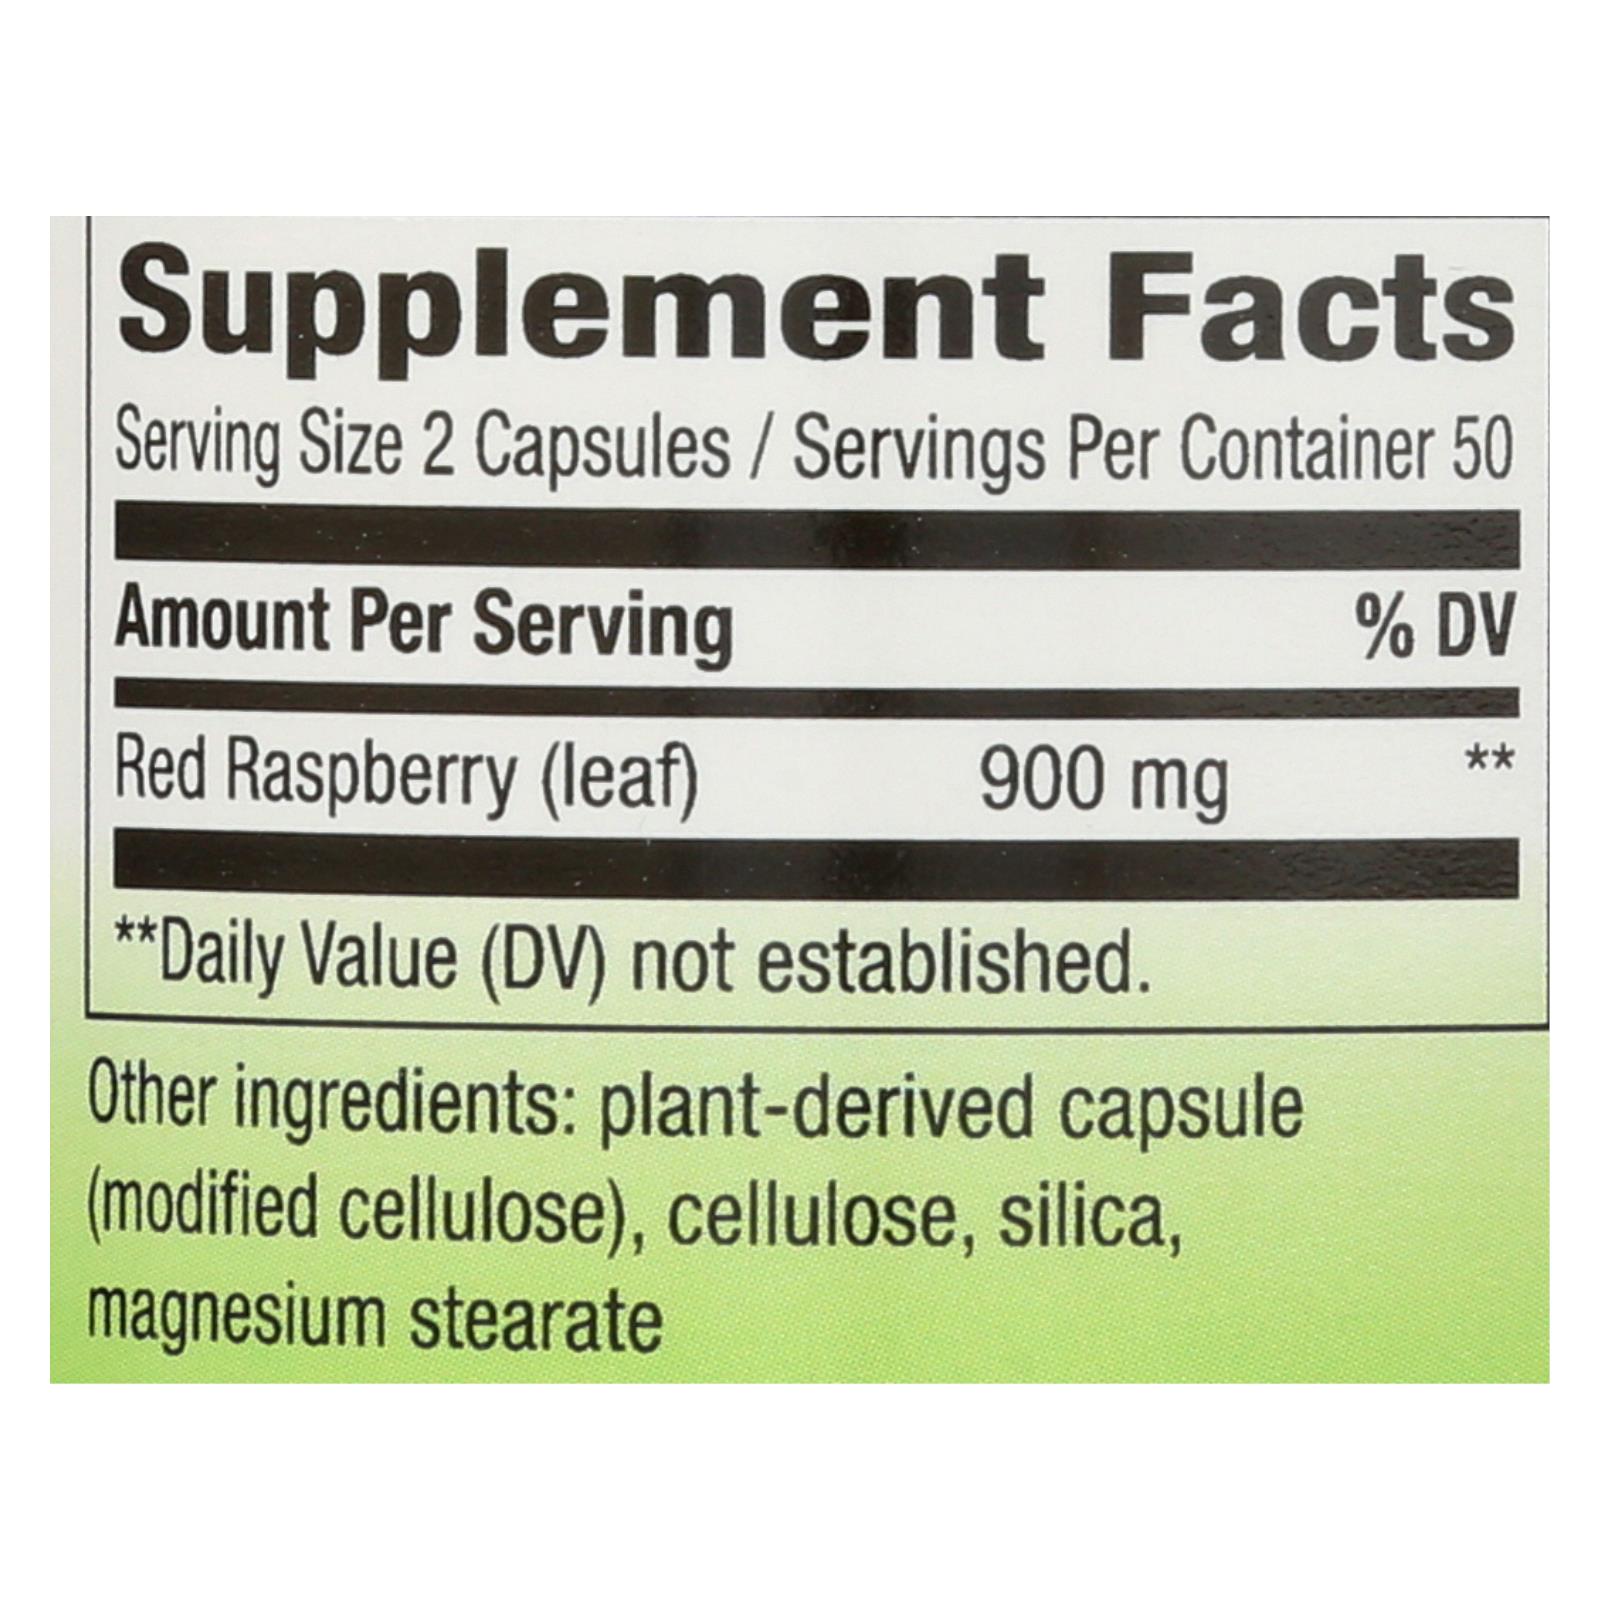 Supplement Facts
Serving Size 2 Capsules / Servings Per Container 50
Amount Per Serving % DV
Red Raspberry (leaf) 900 mg **
**Daily Value (DV) not established.
Other ingredients: plant-derived capsule
(modified cellulose), cellulose, silica,
magnesium stearate